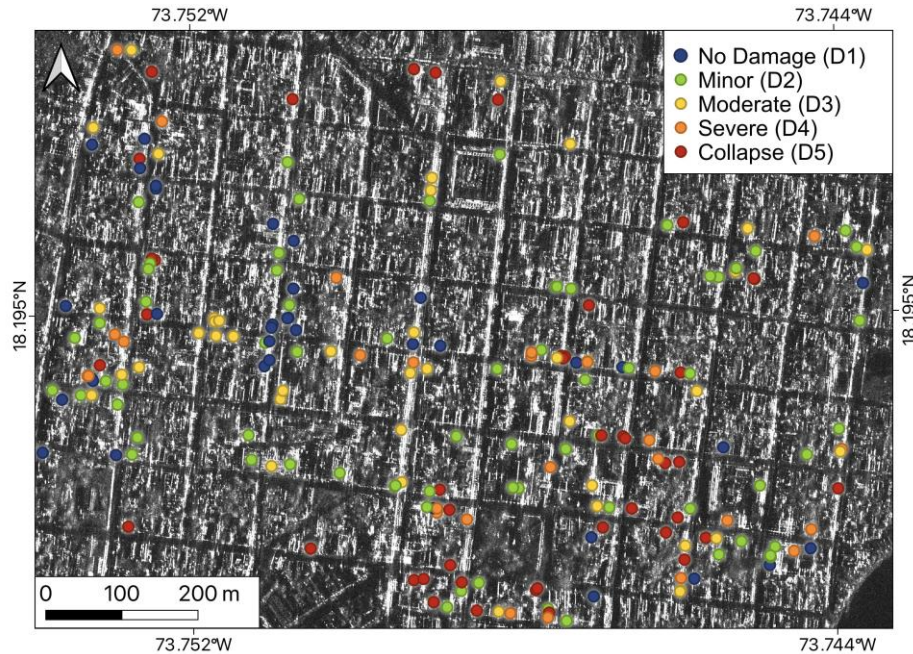 73.752°W 73.744°W
No Damage (D1)
Minor (D2)
Moderate (D3)
Severe (D4)
Collapse (D5)
18.195°N 18.195°N
0 100 200 m
73.752°W 73.744°W